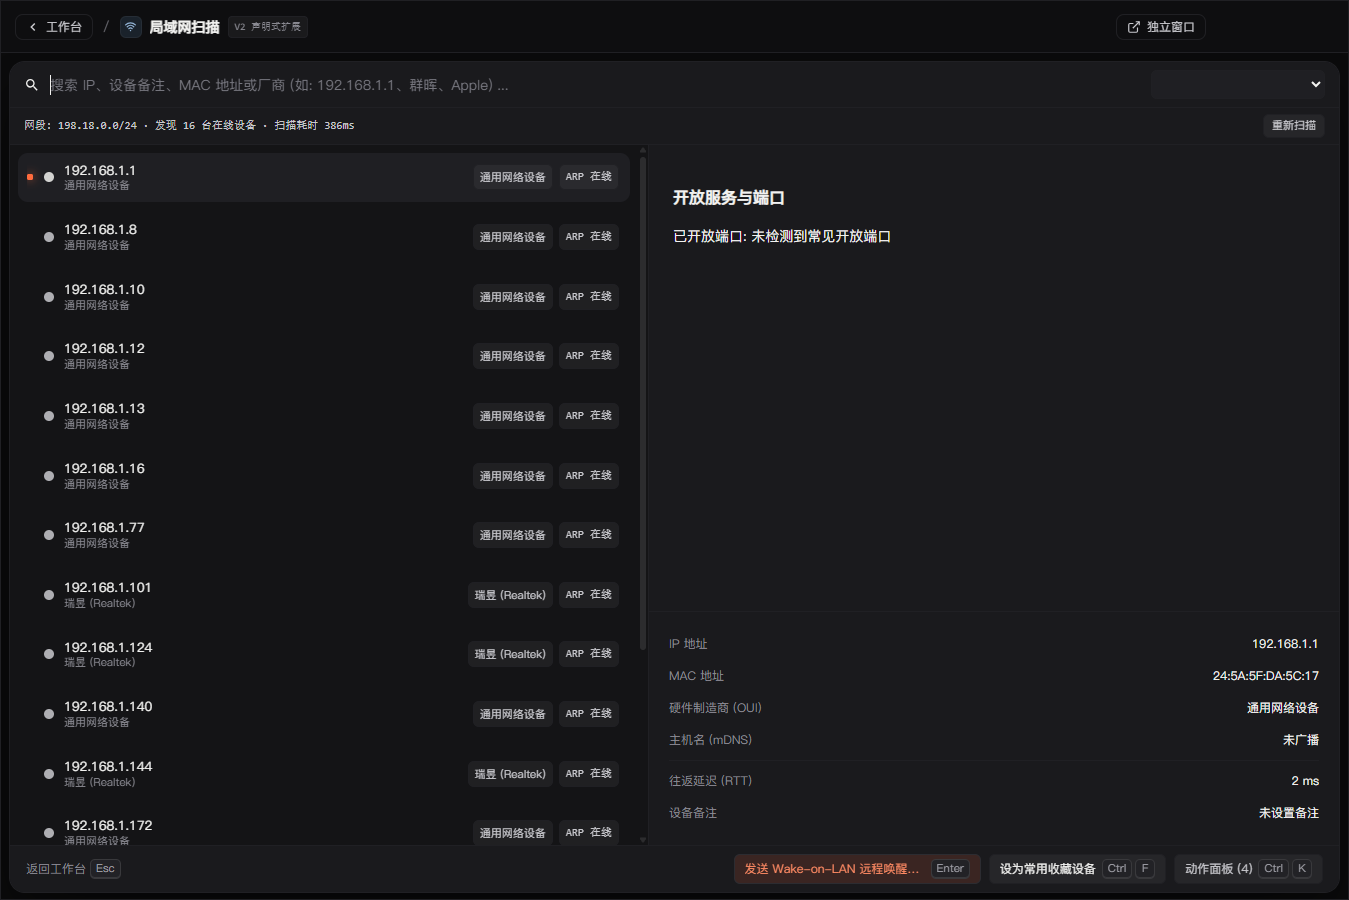 工作台 / 局域网扫描 V2 声明式扩展 独立窗口
搜索 IP、设备备注、MAC 地址或厂商 (如: 192.168.1.1、群晖、Apple) ...
网段: 198.18.0.0/24 · 发现 16 台在线设备 · 扫描耗时 386ms 重新扫描
192.168.1.1
通用网络设备
通用网络设备 ARP 在线
192.168.1.8
通用网络设备
通用网络设备 ARP 在线
192.168.1.10
通用网络设备
通用网络设备 ARP 在线
192.168.1.12
通用网络设备
通用网络设备 ARP 在线
192.168.1.13
通用网络设备
通用网络设备 ARP 在线
192.168.1.16
通用网络设备
通用网络设备 ARP 在线
192.168.1.77
通用网络设备
通用网络设备 ARP 在线
192.168.1.101
瑞昱 (Realtek)
瑞昱 (Realtek) ARP 在线
192.168.1.124
瑞昱 (Realtek)
瑞昱 (Realtek) ARP 在线
192.168.1.140
通用网络设备
通用网络设备 ARP 在线
192.168.1.144
瑞昱 (Realtek)
瑞昱 (Realtek) ARP 在线
192.168.1.172
通用网络设备
通用网络设备 ARP 在线
开放服务与端口
已开放端口: 未检测到常见开放端口
IP 地址 192.168.1.1
MAC 地址 24:5A:5F:DA:5C:17
硬件制造商 (OUI) 通用网络设备
主机名 (mDNS) 未广播
往返延迟 (RTT) 2 ms
设备备注 未设置备注
返回工作台 Esc 发送 Wake-on-LAN 远程唤醒... Enter 设为常用收藏设备 Ctrl F 动作面板 (4) Ctrl K